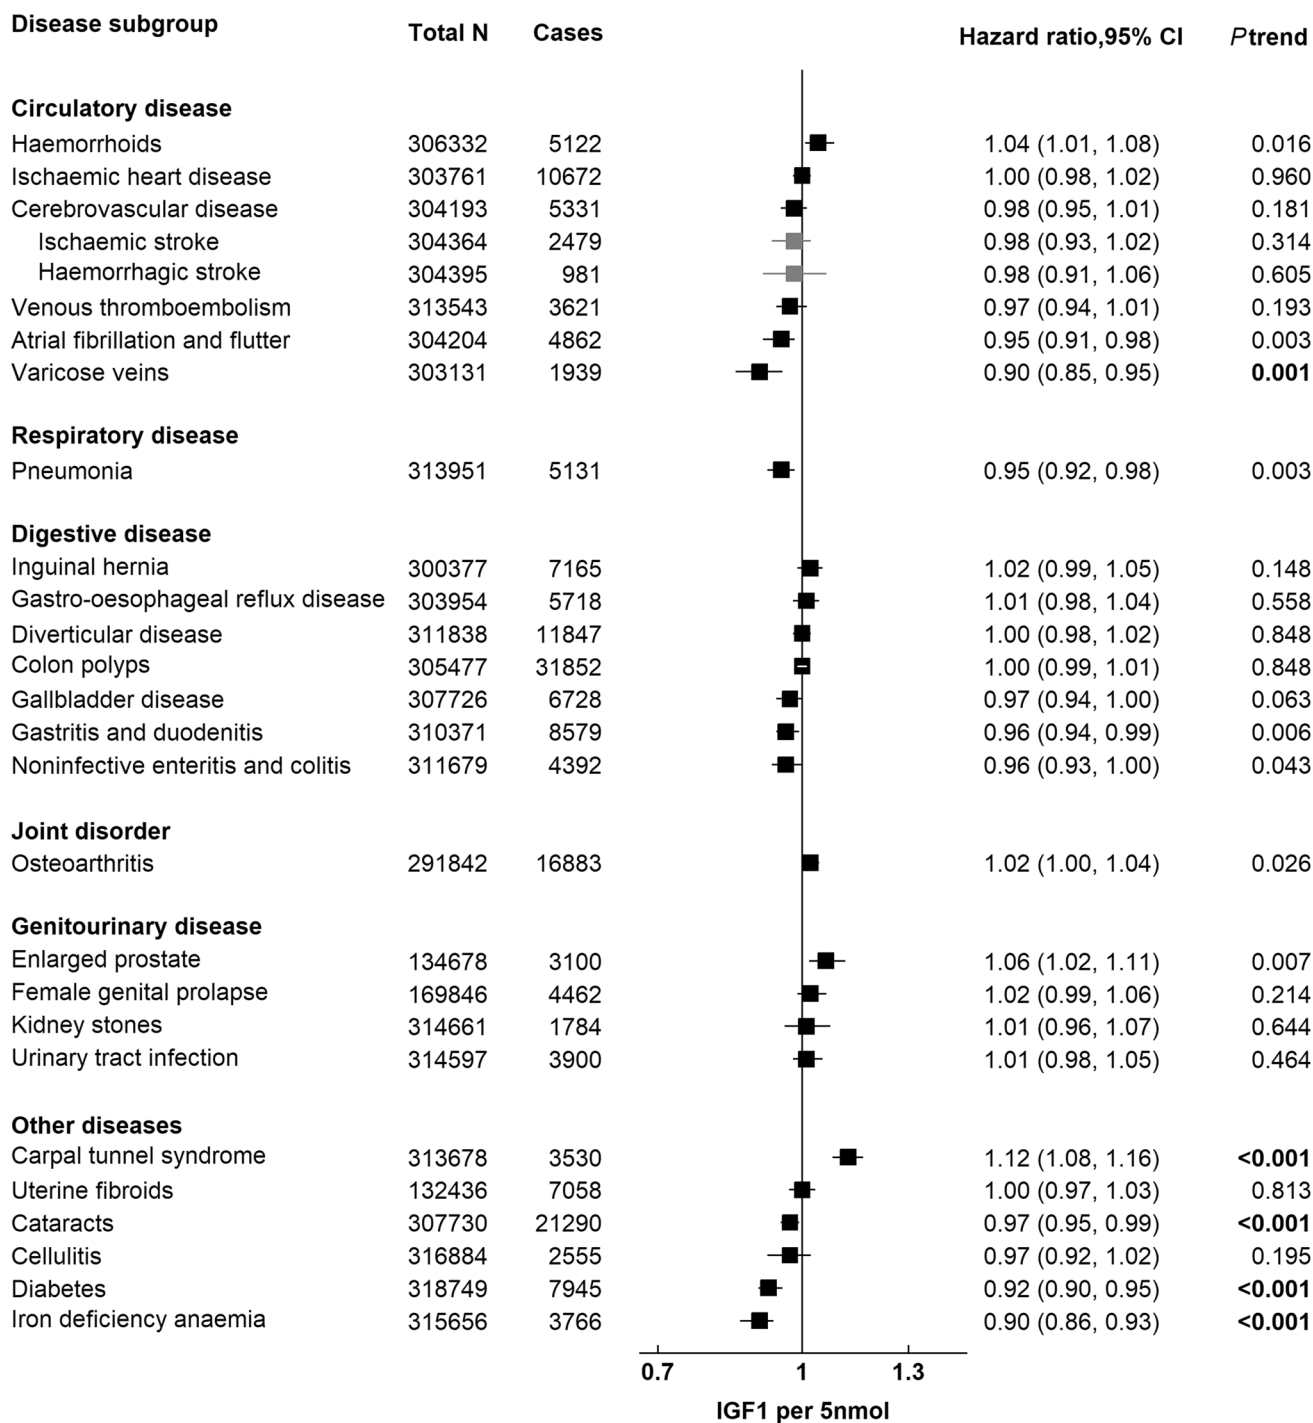 Disease subgroup Total N Cases Hazard ratio,95% CI Ptrend
Circulatory disease
Haemorrhoids 306332 5122 1.04 (1.01, 1.08) 0.016
Ischaemic heart disease 303761 10672 1.00 (0.98, 1.02) 0.960
Cerebrovascular disease 304193 5331 0.98 (0.95, 1.01) 0.181
Ischaemic stroke 304364 2479 0.98 (0.93, 1.02) 0.314
Haemorrhagic stroke 304395 981 0.98 (0.91, 1.06) 0.605
Venous thromboembolism 313543 3621 0.97 (0.94, 1.01) 0.193
Atrial fibrillation and flutter 304204 4862 0.95 (0.91, 0.98) 0.003
Varicose veins 303131 1939 0.90 (0.85, 0.95) 0.001
Respiratory disease
Pneumonia 313951 5131 0.95 (0.92, 0.98) 0.003
Digestive disease
Inguinal hernia 300377 7165 1.02 (0.99, 1.05) 0.148
Gastro-oesophageal reflux disease 303954 5718 1.01 (0.98, 1.04) 0.558
Diverticular disease 311838 11847 1.00 (0.98, 1.02) 0.848
Colon polyps 305477 31852 1.00 (0.99, 1.01) 0.848
Gallbladder disease 307726 6728 0.97 (0.94, 1.00) 0.063
Gastritis and duodenitis 310371 8579 0.96 (0.94, 0.99) 0.006
Noninfective enteritis and colitis 311679 4392 0.96 (0.93, 1.00) 0.043
Joint disorder
Osteoarthritis 291842 16883 1.02 (1.00, 1.04) 0.026
Genitourinary disease
Enlarged prostate 134678 3100 1.06 (1.02, 1.11) 0.007
Female genital prolapse 169846 4462 1.02 (0.99, 1.06) 0.214
Kidney stones 314661 1784 1.01 (0.96, 1.07) 0.644
Urinary tract infection 314597 3900 1.01 (0.98, 1.05) 0.464
Other diseases
Carpal tunnel syndrome 313678 3530 1.12 (1.08, 1.16) <0.001
Uterine fibroids 132436 7058 1.00 (0.97, 1.03) 0.813
Cataracts 307730 21290 0.97 (0.95, 0.99) <0.001
Cellulitis 316884 2555 0.97 (0.92, 1.02) 0.195
Diabetes 318749 7945 0.92 (0.90, 0.95) <0.001
Iron deficiency anaemia 315656 3766 0.90 (0.86, 0.93) <0.001
0.7 1 1.3
IGF1 per 5nmol